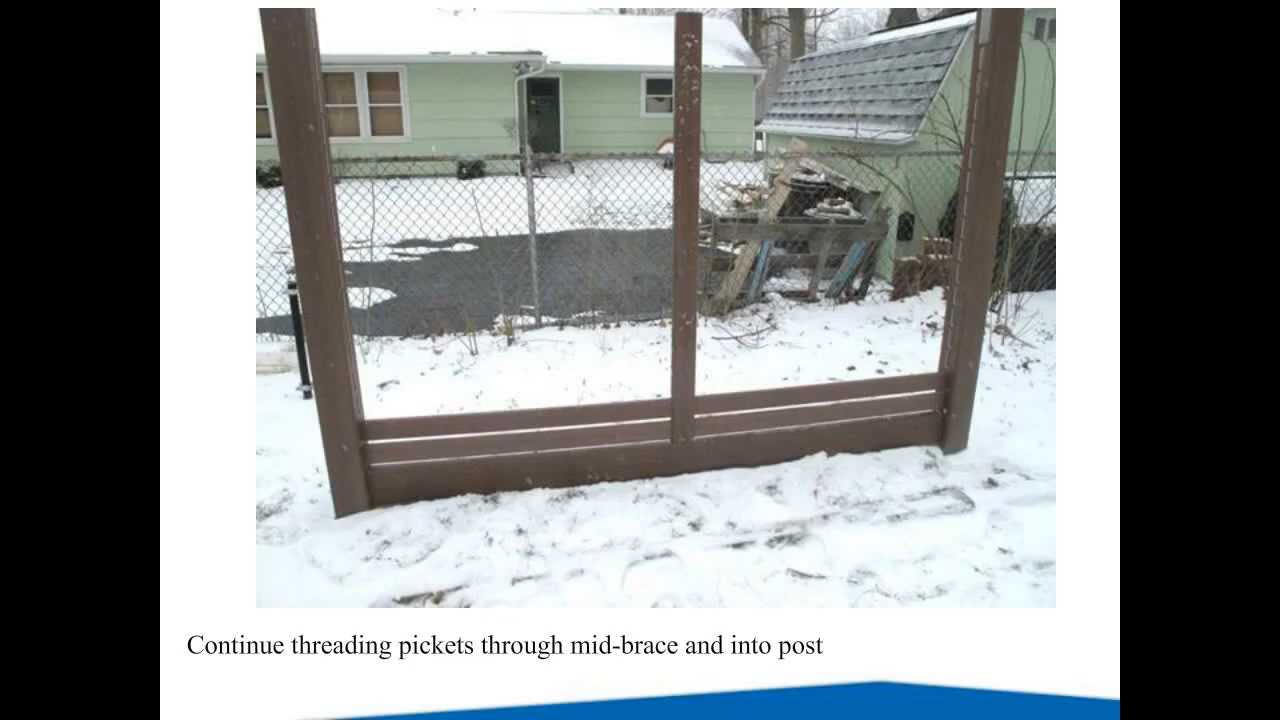 Continue threading pickets through mid-brace and into post